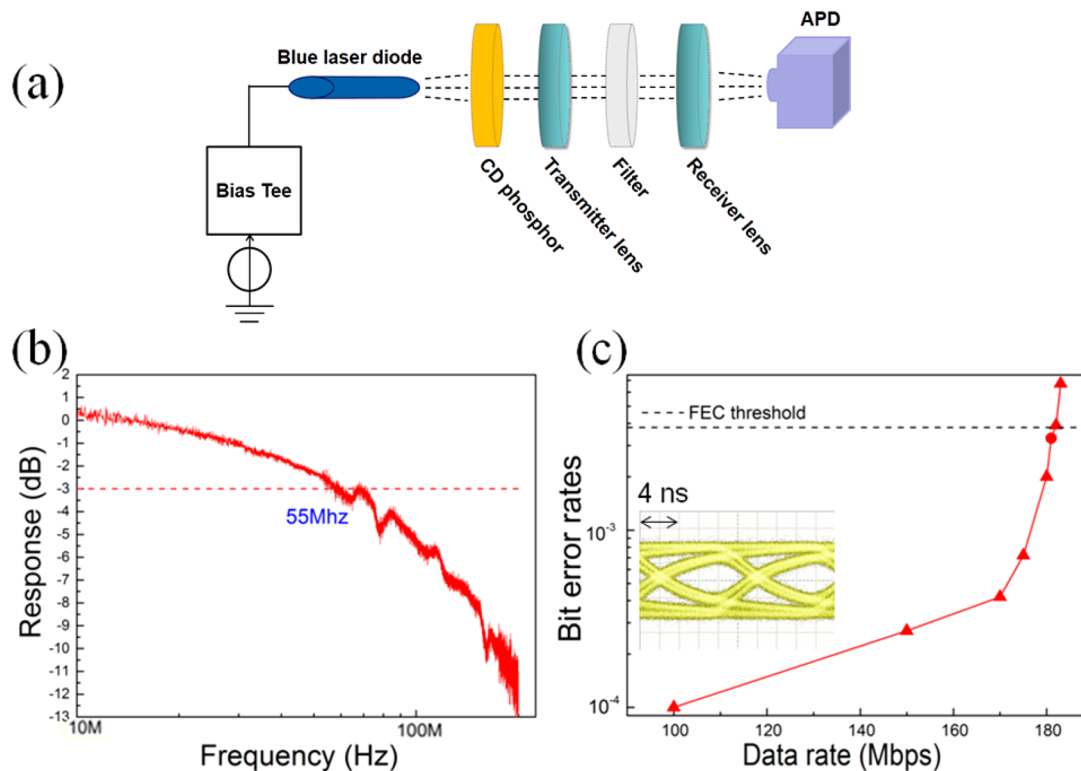 (a)
Blue laser diode
APD
Bias Tee
CD phosphor
Transmitter lens
Filter
Receiver lens
(b)
2
1
0
-1
-2
-3
-4
-5
-6
-7
-8
-9
-10
-11
-12
-13
Response (dB)
55Mhz
10M
100M
Frequency (Hz)
(c)
FEC threshold
4 ns
Bit error rates
10-3
10-4
100
120
140
160
180
Data rate (Mbps)